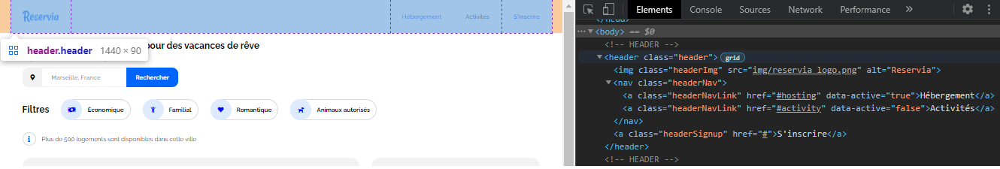 Reservia
Hébergement
Activités
S'inscrire
header.header 1440 × 90
pour des vacances de rêve
Marseille, France
Rechercher
Filtres
Économique
Familial
Romantique
Animaux autorisés
Plus de 500 logements sont disponibles dans cette ville
Elements Console Sources Network Performance »
</head>
··· ▼<body> == $0
<!-- HEADER -->
▼<header class="header"> grid
<img class="headerImg" src="img/reservia_logo.png" alt="Reservia">
▼<nav class="headerNav">
<a class="headerNavLink" href="#hosting" data-active="true">Hébergement</a>
<a class="headerNavLink" href="#activity" data-active="false">Activités</a>
</nav>
<a class="headerSignup" href="#">S'inscrire</a>
</header>
<!-- HEADER -->